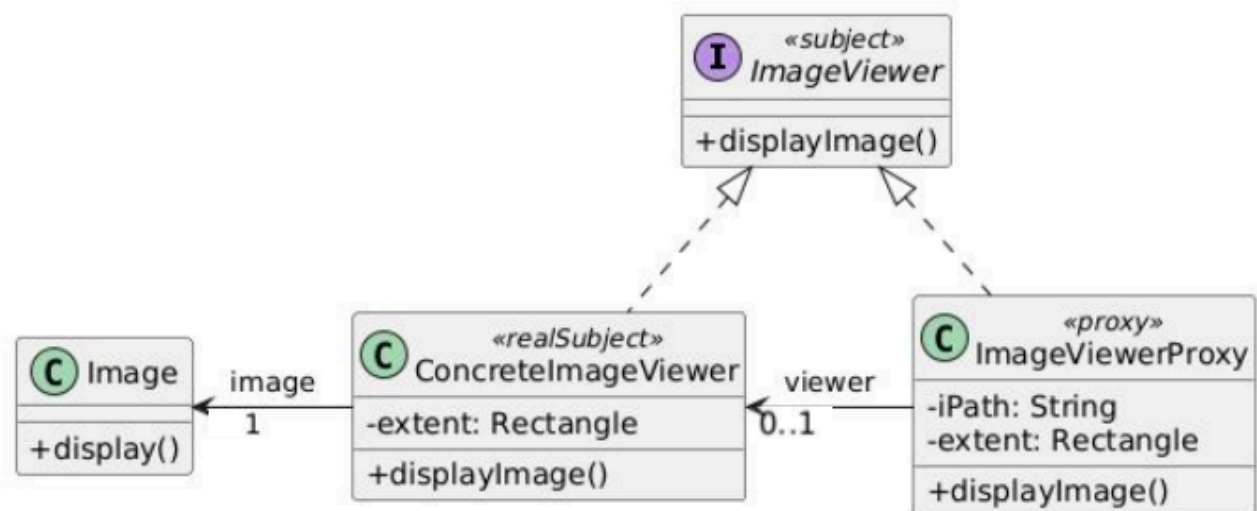 I
«subject»
ImageViewer
+displayImage()
C
Image
+display()
image
1
C
«realSubject»
ConcreteImageViewer
-extent: Rectangle
+displayImage()
viewer
0..1
C
«proxy»
ImageViewerProxy
-iPath: String
-extent: Rectangle
+displayImage()